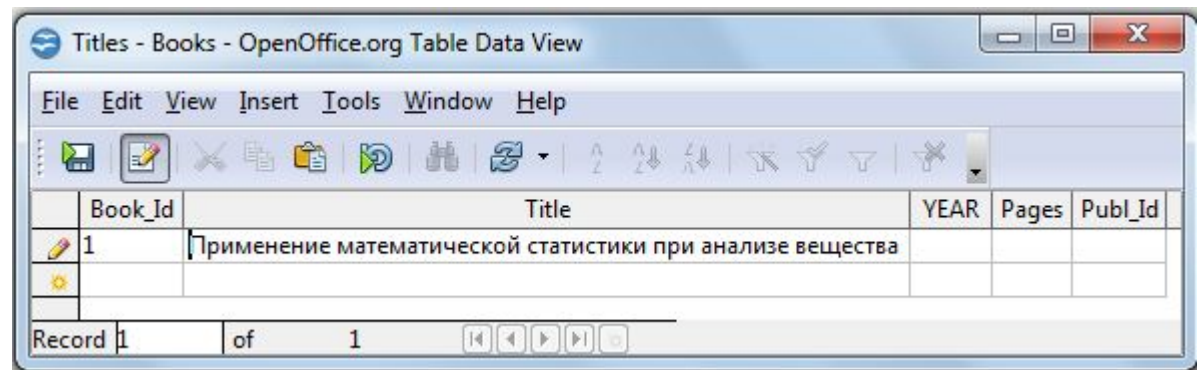 Titles - Books - OpenOffice.org Table Data View
File Edit View Insert Tools Window Help
Book_Id Title YEAR Pages Publ_Id
1 Применение математической статистики при анализе вещества
Record 1 of 1